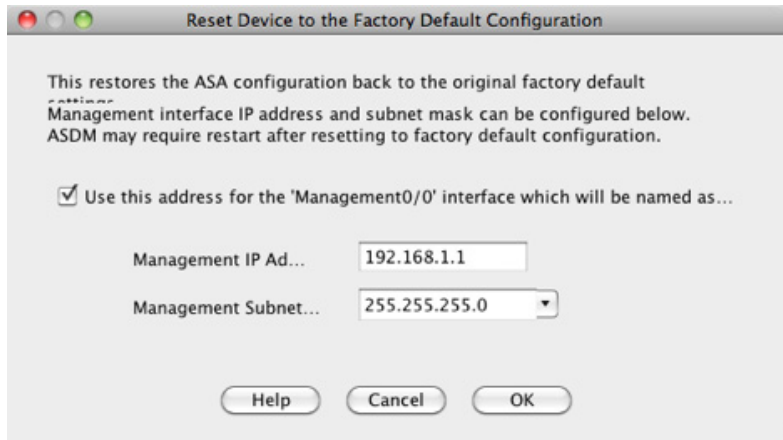 Reset Device to the Factory Default Configuration
This restores the ASA configuration back to the original factory default
Management interface IP address and subnet mask can be configured below.
ASDM may require restart after resetting to factory default configuration.
Use this address for the 'Management0/0' interface which will be named as...
Management IP Ad...
192.168.1.1
Management Subnet...
255.255.255.0
Help
Cancel
OK